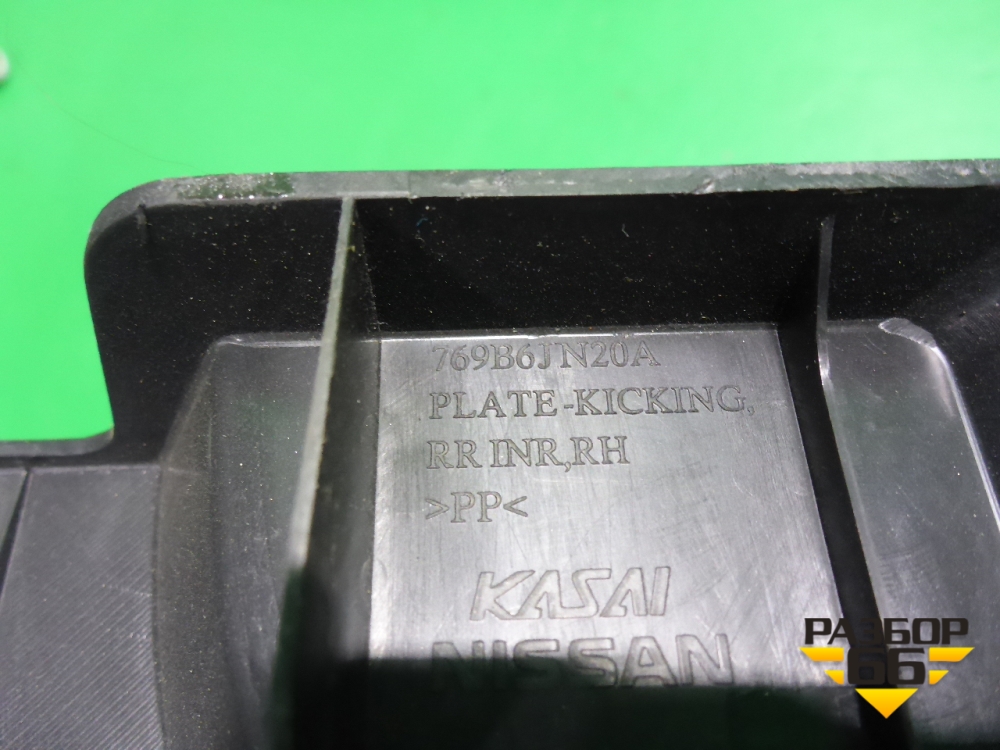 769B6JN20A
PLATE-KICKING,
RR INR,RH
>PP<
KASAI
NISSAN
РАЗБОР
66